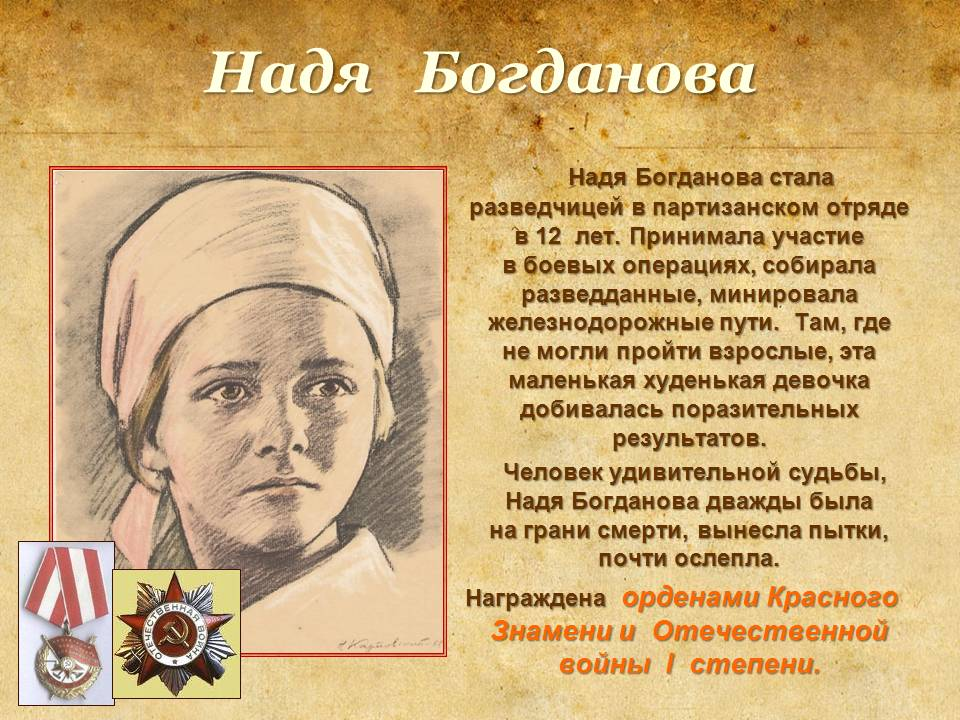 Надя Богданова
Надя Богданова стала
разведчицей в партизанском отряде
в 12 лет. Принимала участие
в боевых операциях, собирала
разведданные, минировала
железнодорожные пути. Там, где
не могли пройти взрослые, эта
маленькая худенькая девочка
добивалась поразительных
результатов.
Человек удивительной судьбы,
Надя Богданова дважды была
на грани смерти, вынесла пытки,
почти ослепла.
Награждена орденами Красного
Знамени и Отечественной
войны I степени.
ОТЕЧЕСТВЕННАЯ ВОЙНА